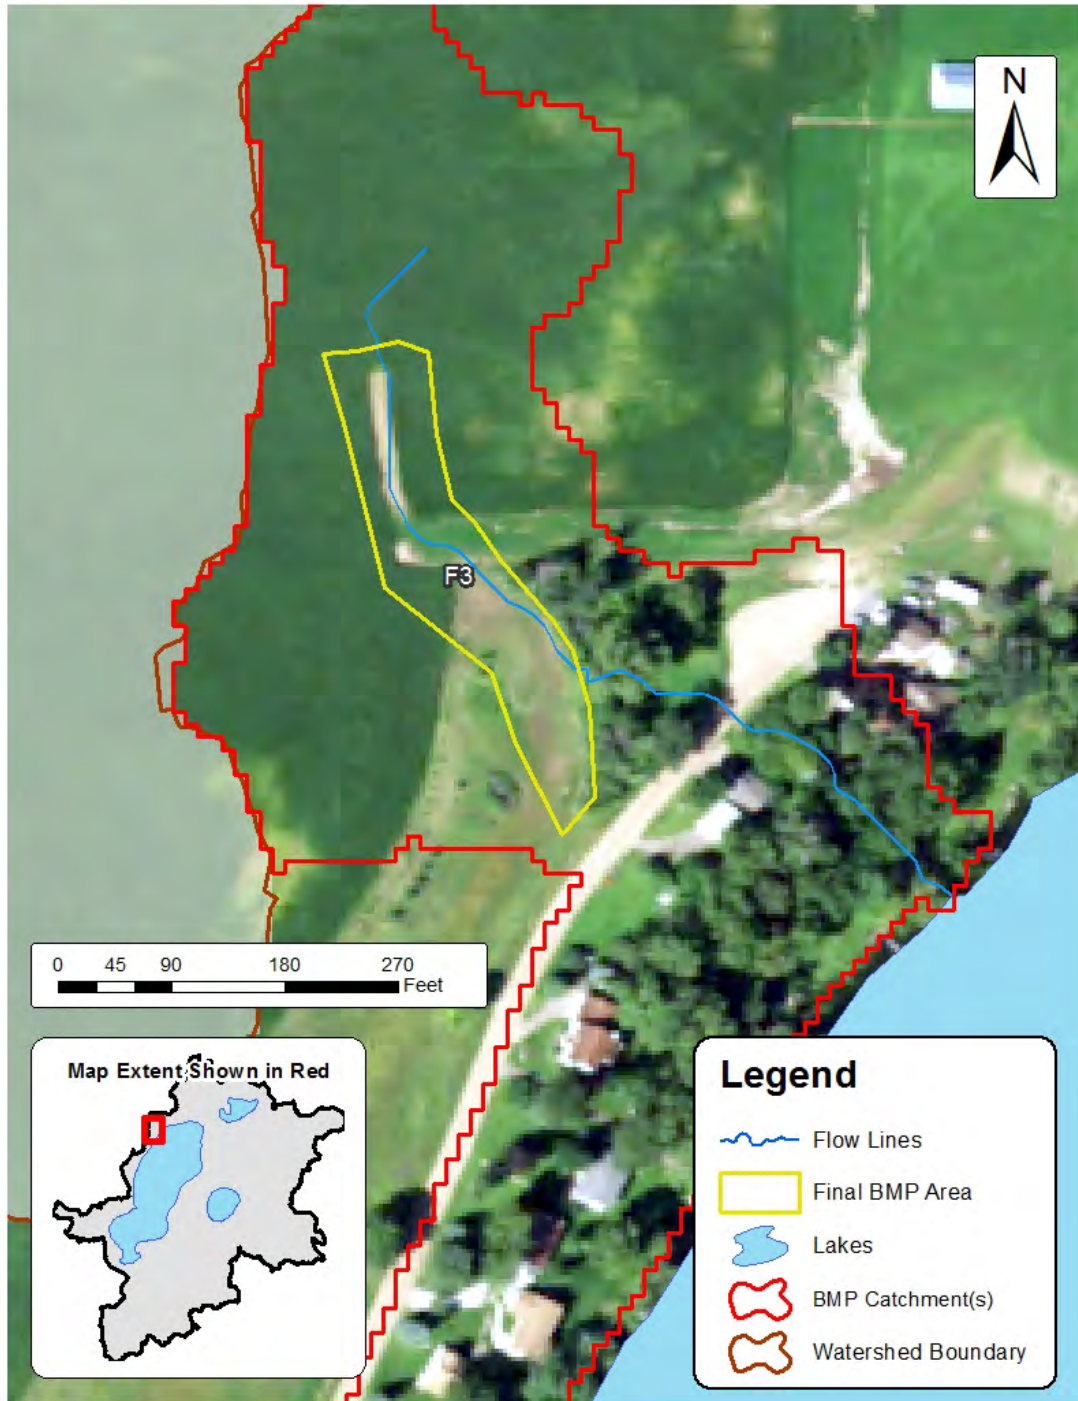 N
F3
0 45 90 180 270
Feet
Map Extent Shown in Red
Legend
Flow Lines
Final BMP Area
Lakes
BMP Catchment(s)
Watershed Boundary